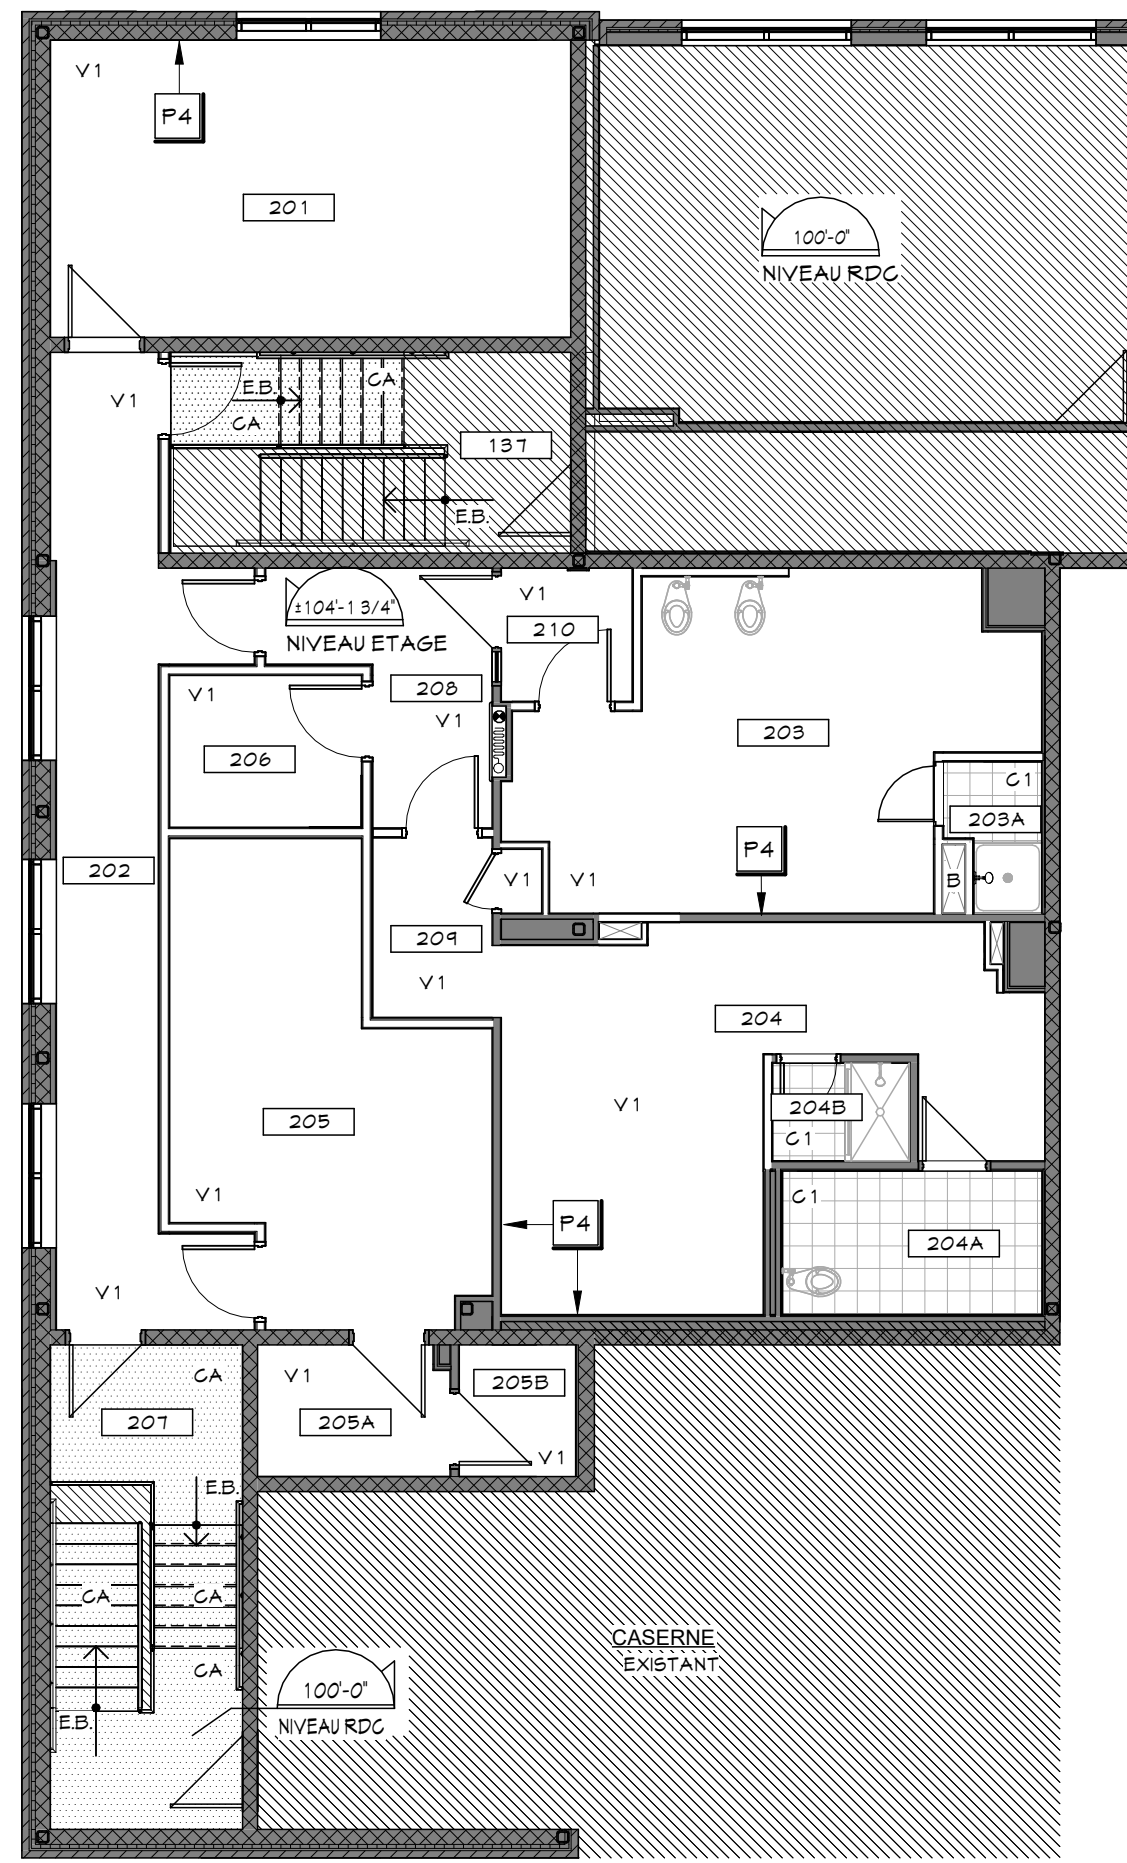 V1
P4
201
100'-0"
NIVEAU RDC
E.B.
CA
V1
CA
137
E.B.
±104'-1 3/4"
NIVEAU ETAGE
V1
210
208
V1
V1
206
203
C1
203A
P4
B
202
V1
V1
209
V1
204
V1
204B
C1
205
V1
C1
P4
204A
V1
CA
V1
205B
207
205A
V1
E.B.
CA
CA
CA
E.B.
100'-0"
NIVEAU RDC
CASERNE
EXISTANT